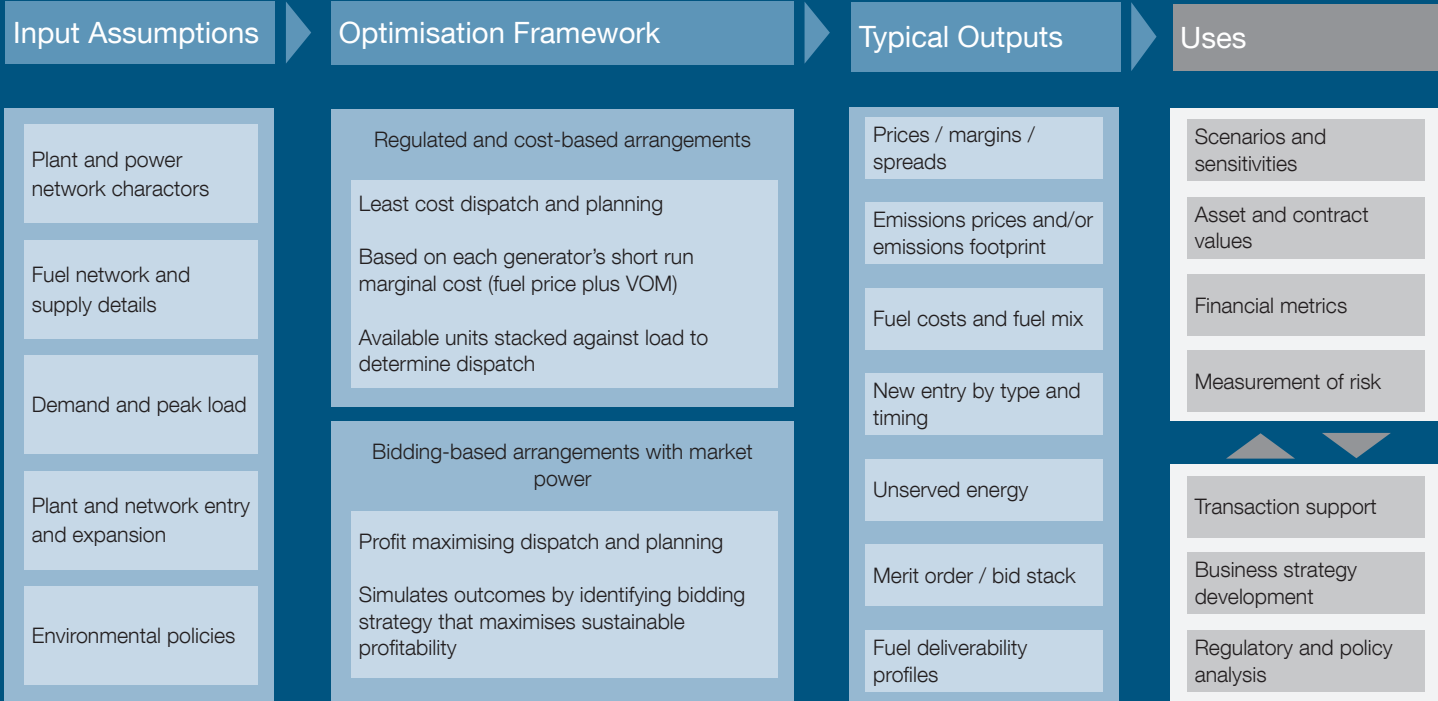 Input Assumptions
Optimisation Framework
Typical Outputs
Uses
Plant and power
network charactors
Fuel network and
supply details
Demand and peak load
Plant and network entry
and expansion
Environmental policies
Regulated and cost-based arrangements
Least cost dispatch and planning
Based on each generator’s short run
marginal cost (fuel price plus VOM)
Available units stacked against load to
determine dispatch
Bidding-based arrangements with market
power
Profit maximising dispatch and planning
Simulates outcomes by identifying bidding
strategy that maximises sustainable
profitability
Prices / margins /
spreads
Emissions prices and/or
emissions footprint
Fuel costs and fuel mix
New entry by type and
timing
Unserved energy
Merit order / bid stack
Fuel deliverability
profiles
Scenarios and
sensitivities
Asset and contract
values
Financial metrics
Measurement of risk
Transaction support
Business strategy
development
Regulatory and policy
analysis